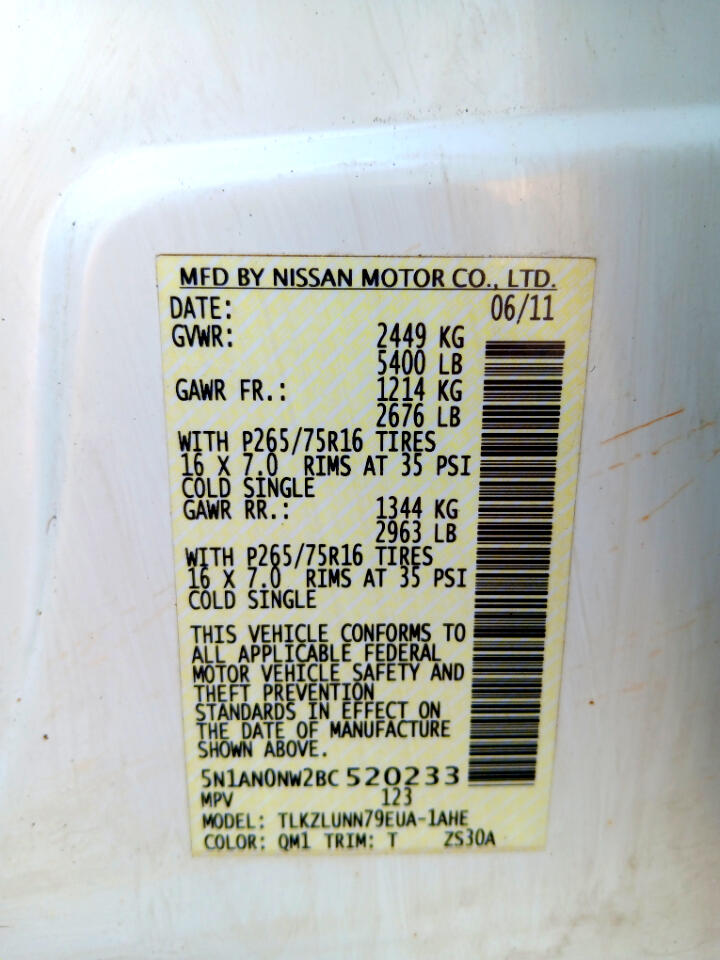 MFD BY NISSAN MOTOR CO., LTD.
DATE: 06/11
GVWR: 2449 KG
5400 LB
GAWR FR.: 1214 KG
2676 LB
WITH P265/75R16 TIRES
16 X 7.0 RIMS AT 35 PSI
COLD SINGLE
GAWR RR.: 1344 KG
2963 LB
WITH P265/75R16 TIRES
16 X 7.0 RIMS AT 35 PSI
COLD SINGLE
THIS VEHICLE CONFORMS TO
ALL APPLICABLE FEDERAL
MOTOR VEHICLE SAFETY AND
THEFT PREVENTION
STANDARDS IN EFFECT ON
THE DATE OF MANUFACTURE
SHOWN ABOVE.
5N1AN0NW2BC 520233
MPV 123
MODEL: TLKZLUNN79EUA-1AHE
COLOR: QM1 TRIM: T ZS30A